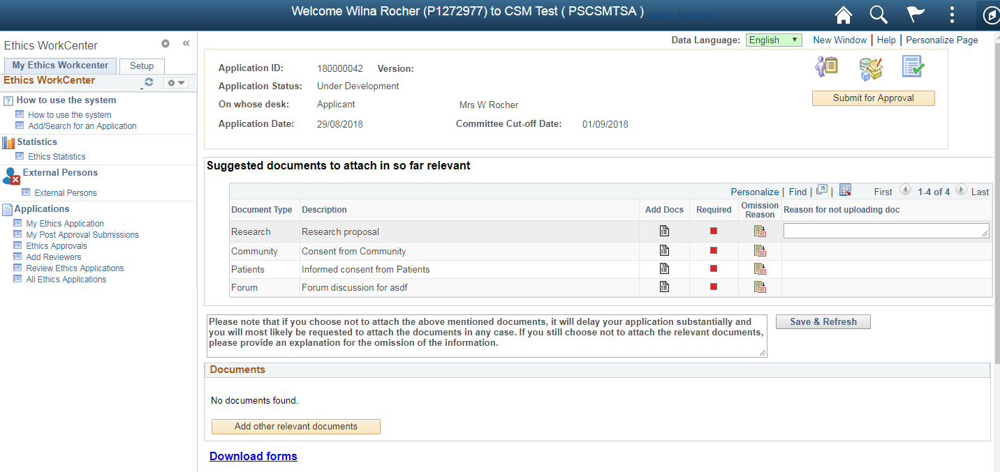 Welcome Wilna Rocher (P1272977) to CSM Test ( PSCSMTSA )
Add to Favorites
Ethics WorkCenter
My Ethics Workcenter
Setup
Ethics WorkCenter
How to use the system
How to use the system
Add/Search for an Application
Statistics
Ethics Statistics
External Persons
External Persons
Applications
My Ethics Application
My Post Approval Submissions
Ethics Approvals
Add Reviewers
Review Ethics Applications
All Ethics Applications
Data Language: English New Window | Help | Personalize Page
Application ID: 180000042 Version:
Application Status: Under Development
On whose desk: Applicant Mrs W Rocher
Application Date: 29/08/2018 Committee Cut-off Date: 01/09/2018
Submit for Approval
Suggested documents to attach in so far relevant
Personalize | Find | | First 1-4 of 4 Last
Document Type Description Add Docs Required Omission Reason Reason for not uploading doc
Research Research proposal
Community Consent from Community
Patients Informed consent from Patients
Forum Forum discussion for asdf
Please note that if you choose not to attach the above mentioned documents, it will delay your application substantially and
you will most likely be requested to attach the documents in any case. If you still choose not to attach the relevant documents,
please provide an explanation for the omission of the information.
Save & Refresh
Documents
No documents found.
Add other relevant documents
Download forms